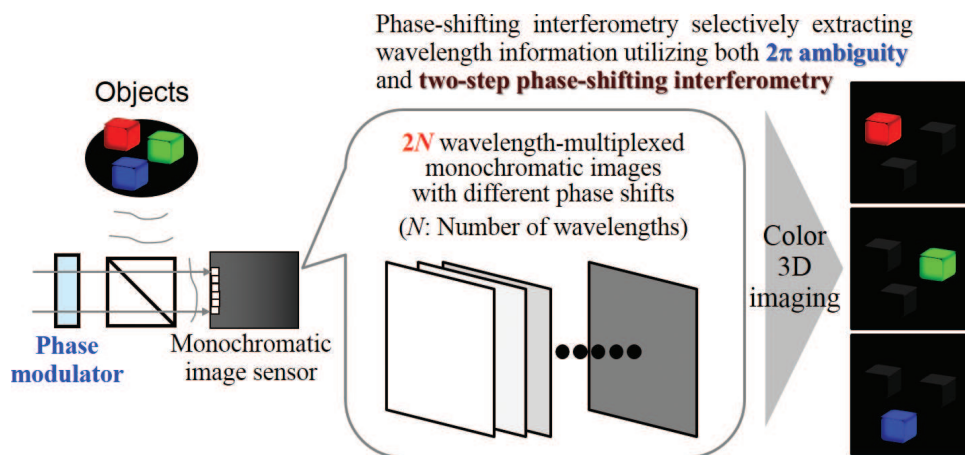 Phase-shifting interferometry selectively extracting
wavelength information utilizing both 2π ambiguity
and two-step phase-shifting interferometry
Objects
2N wavelength-multiplexed
monochromatic images
with different phase shifts
(N: Number of wavelengths)
Color
3D
imaging
Phase
modulator
Monochromatic
image sensor